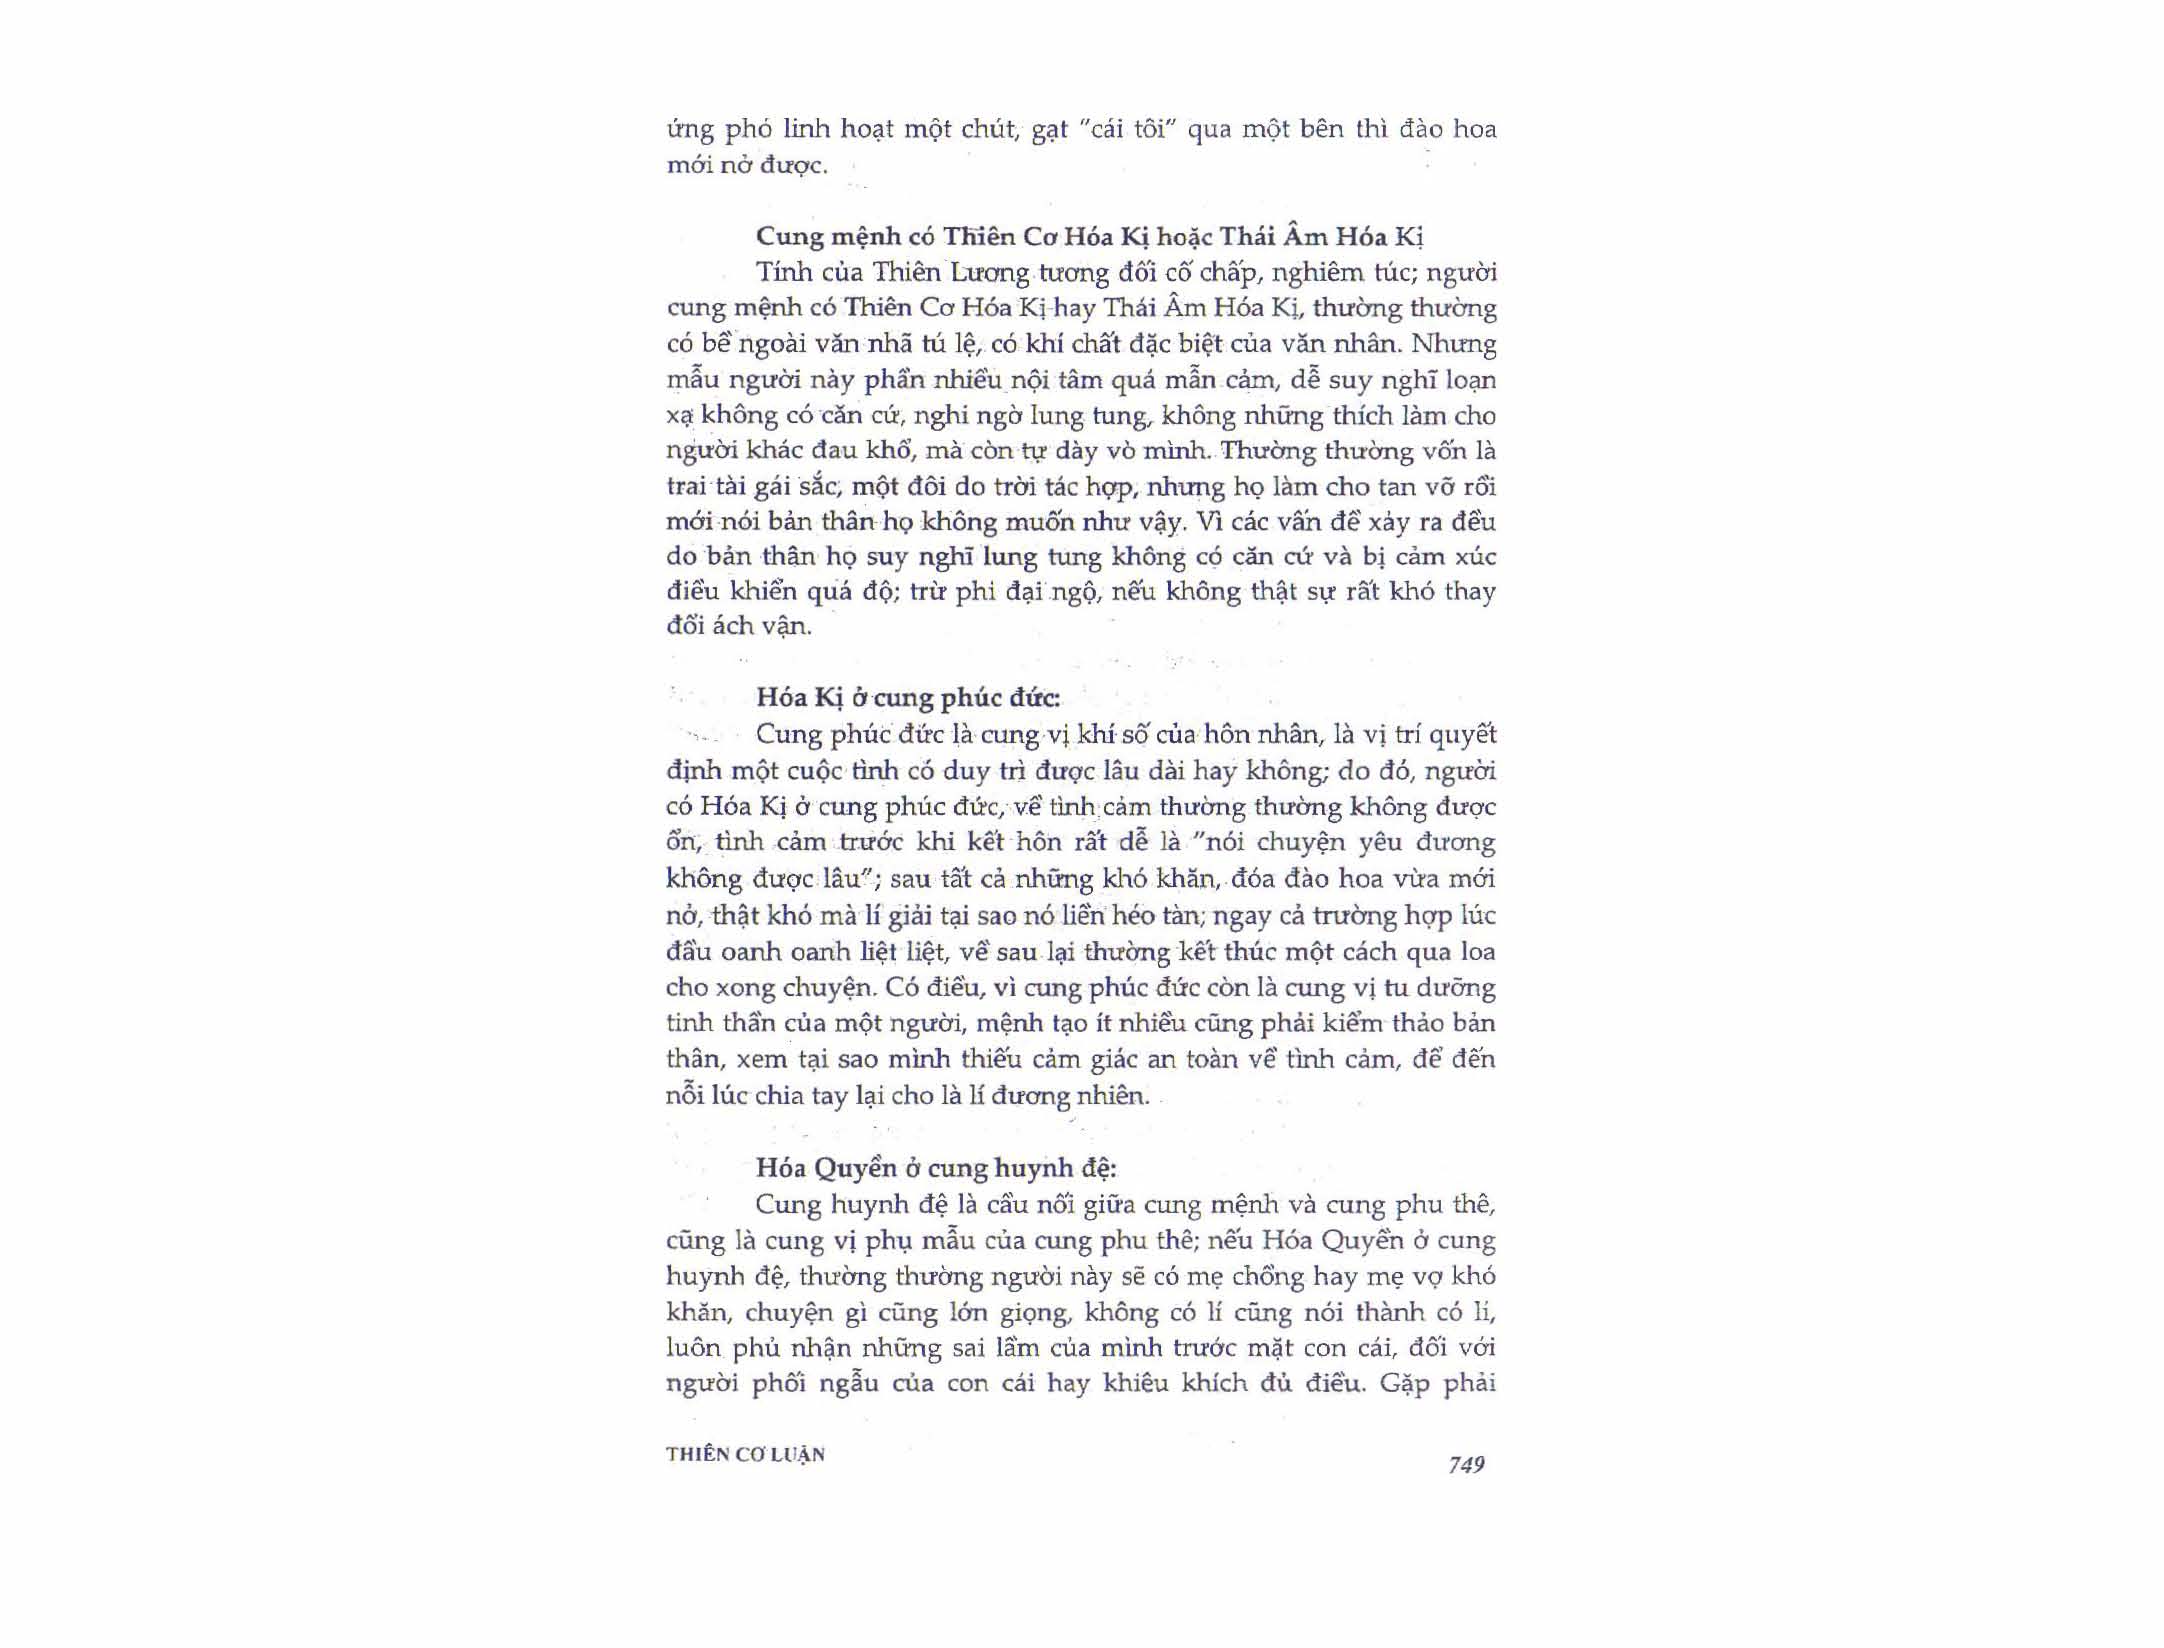 ứng phó linh hoạt một chút, gạt "cái tôi" qua một bên thì đào hoa
mới nở được.
Cung mệnh có Thiên Cơ Hóa Kị hoặc Thái Âm Hóa Kị
Tính của Thiên Lương tương đối cố chấp, nghiêm túc; người
cung mệnh có Thiên Cơ Hóa Kị hay Thái Âm Hóa Kị, thường thường
có bề ngoài văn nhã tú lệ, có khí chất đặc biệt của văn nhân. Nhưng
mẫu người này phần nhiều nội tâm quá mẫn cảm, dễ suy nghĩ loạn
xạ không có căn cứ, nghi ngờ lung tung, không những thích làm cho
người khác đau khổ, mà còn tự dày vò mình. Thường thường vốn là
trai tài gái sắc, một đôi do trời tác hợp, nhưng họ làm cho tan vỡ rồi
mới nói bản thân họ không muốn như vậy. Vì các vấn đề xảy ra đều
do bản thận họ suy nghĩ lung tung không có căn cứ và bị cảm xúc
điều khiển quá độ; trừ phi đại ngộ, nếu không thật sự rất khó thay
đổi ách vận.
Hóa Kị ở cung phúc đức:
Cung phúc đức là cung vị khí số của hôn nhân, là vị trí quyết
định một cuộc tình có duy trì được lâu dài hay không; do đó, người
có Hóa Kị ở cung phúc đức, về tình cảm thường thường không được
ổn, tình cảm trước khi kết hôn rất dễ là "nói chuyện yêu đương
không được lâu"; sau tất cả những khó khăn, đóa đào hoa vừa mới
nở, thật khó mà lí giải tại sao nó liền héo tàn; ngay cả trường hợp lúc
đầu oanh oanh liệt liệt, về sau lại thường kết thúc một cách qua loa
cho xong chuyện. Có điều, vì cung phúc đức còn là cung vị tu dưỡng
tinh thần của một người, mệnh tạo ít nhiều cũng phải kiểm thảo bản
thân, xem tại sao mình thiếu cảm giác an toàn về tình cảm, để đến
nỗi lúc chia tay lại cho là lí đương nhiên.
Hóa Quyền ở cung huynh đệ:
Cung huynh đệ là cầu nối giữa cung mệnh và cung phu thê,
cũng là cung vị phụ mẫu của cung phu thê; nếu Hóa Quyền ở cung
huynh đệ, thường thường người này sẽ có mẹ chồng hay mẹ vợ khó
khăn, chuyện gì cũng lớn giọng, không có lí cũng nói thành có lí,
luôn phủ nhận những sai lầm của mình trước mặt con cái, đối với
người phối ngẫu của con cái hay khiêu khích đủ điều. Gặp phải
THIÊN CƠ LUẬN
749